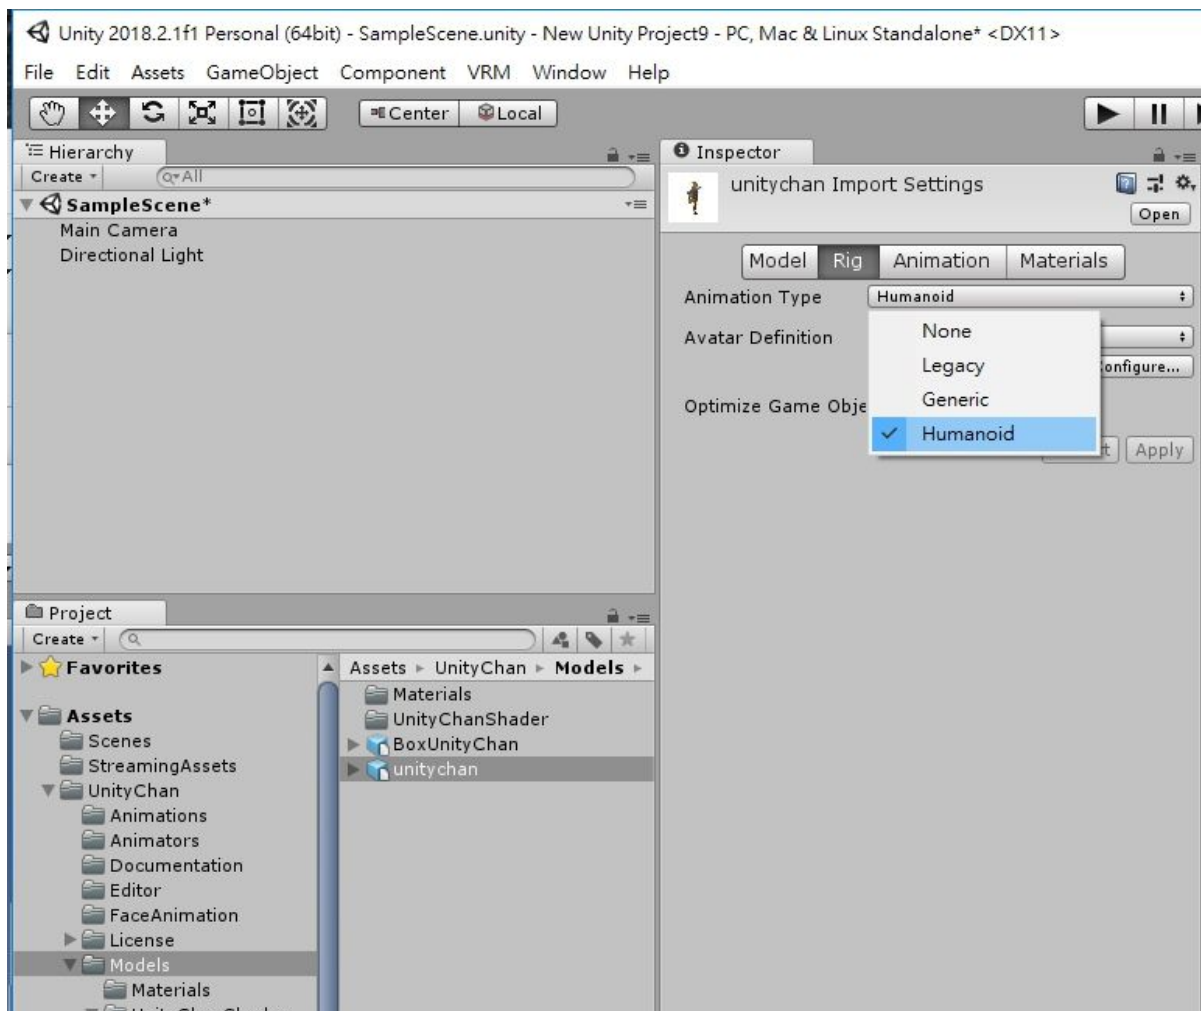 Unity 2018.2.1f1 Personal (64bit) - SampleScene.unity - New Unity Project9 - PC, Mac & Linux Standalone* <DX11>
File Edit Assets GameObject Component VRM Window Help
Center Local
Hierarchy
Create All
SampleScene*
Main Camera
Directional Light
Inspector
unitychan Import Settings
Open
Model Rig Animation Materials
Animation Type Humanoid
None
Avatar Definition
Legacy onfigure...
Generic
Optimize Game Obje
Humanoid
t Apply
Project
Create
Favorites
Assets
Scenes
StreamingAssets
UnityChan
Animations
Animators
Documentation
Editor
FaceAnimation
License
Models
Materials
Assets UnityChan Models
Materials
UnityChanShader
BoxUnityChan
unitychan